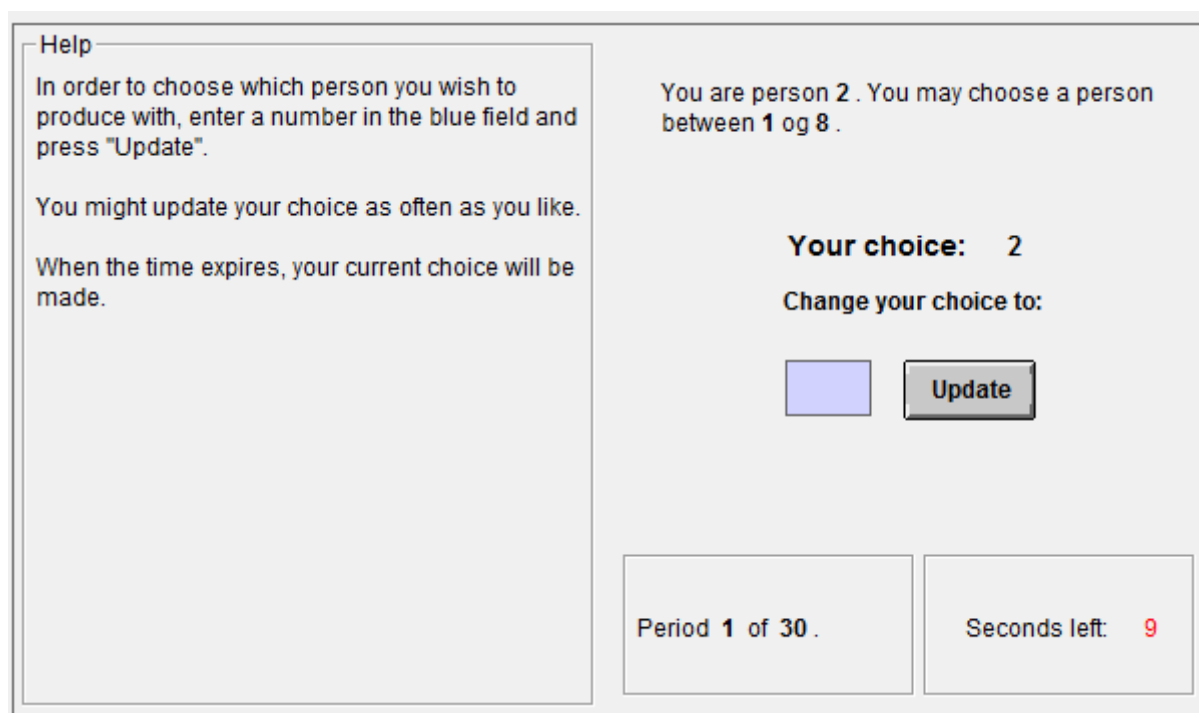 Help
In order to choose which person you wish to
produce with, enter a number in the blue field and
press "Update".
You might update your choice as often as you like.
When the time expires, your current choice will be
made.
You are person 2 . You may choose a person
between 1 og 8 .
Your choice: 2
Change your choice to:
Update
Period 1 of 30 .
Seconds left: 9